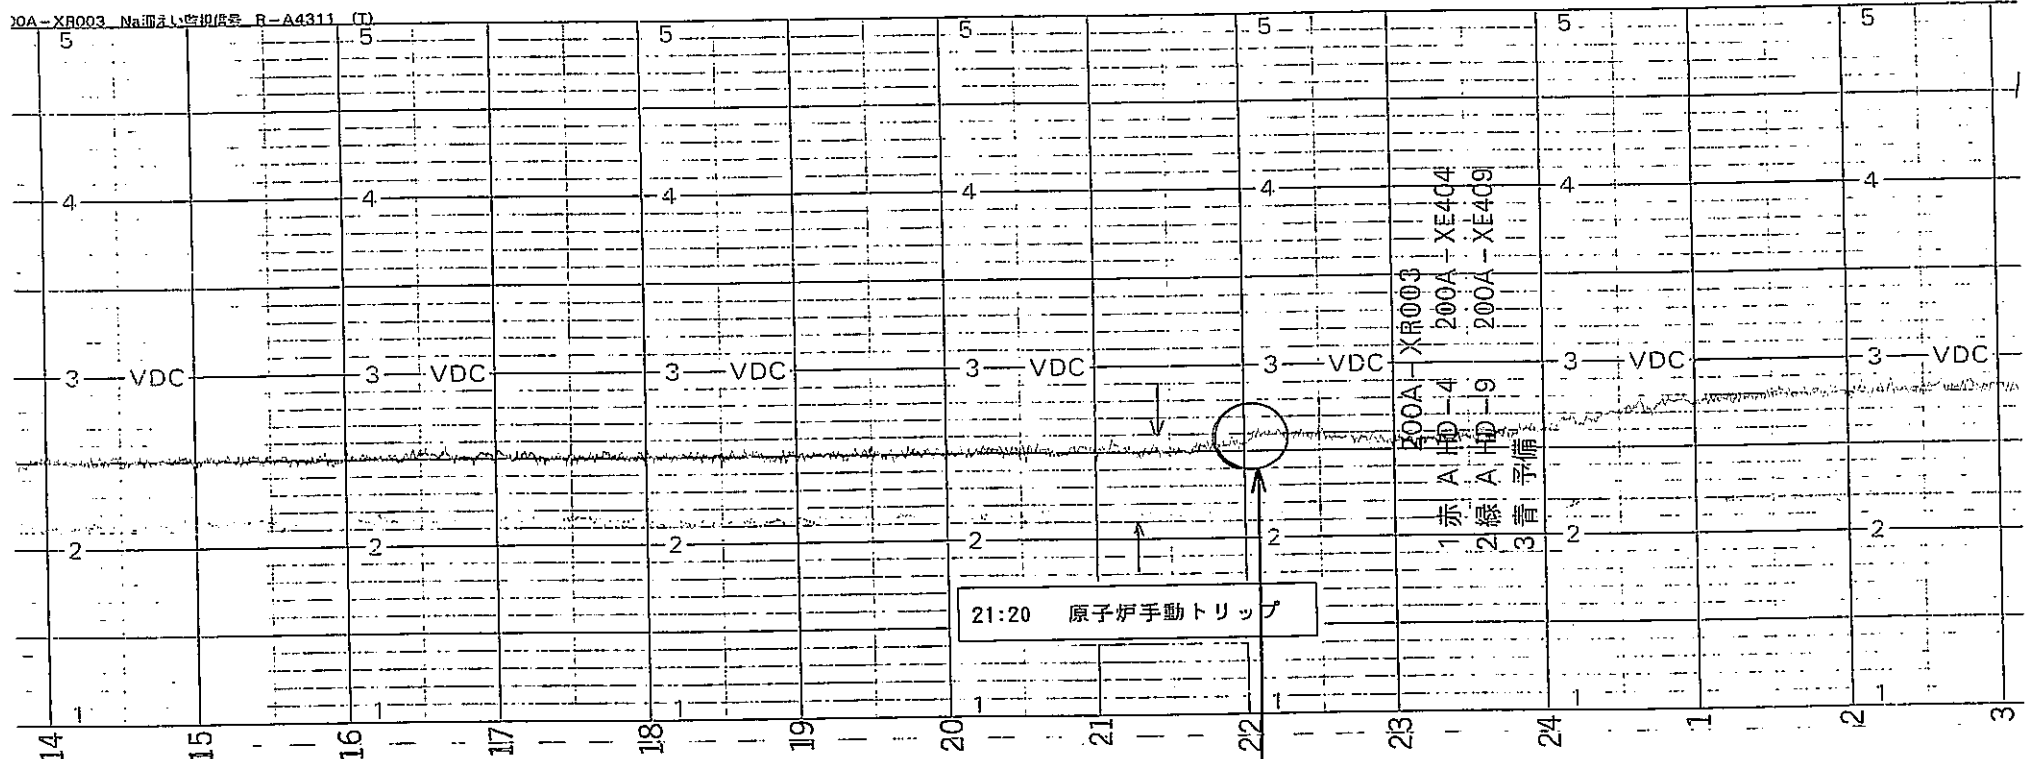 00A-XR003 Na漏えい監視信号 R-A4311 (T)
5 5 5 5 5 5 5
4 4 4 4 4 4 4
200A-XR003
1 赤 A HD-4 200A-XE404
2 緑 A HD-9 200A-XE409
3 青 予備
3 VDC 3 VDC 3 VDC 3 VDC 3 VDC 3 VDC 3 VDC
2 2 2 2 2 2 2
21:20 原子炉手動トリップ
1 1 1 1 1 1 1
14 15 16 17 18 19 20 21 22 23 24 1 2 3